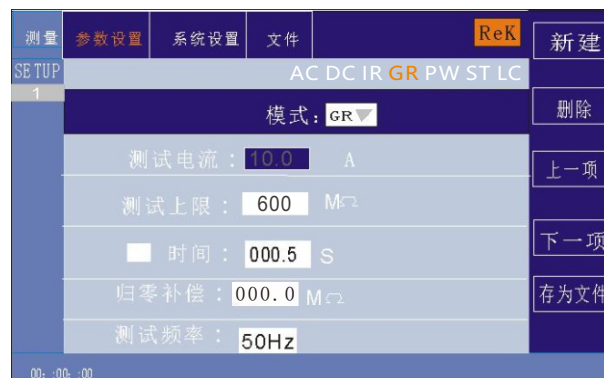 测量 参数设置 系统设置 文件 ReK 新建
SETUP AC DC IR GR PW ST LC
1
模式：GR
删除
测试电流：10.0 A
上一项
测试上限：600 MΩ
时间：000.5 S
下一项
归零补偿：000.0 MΩ
存为文件
测试频率：50Hz
00: :00: :00